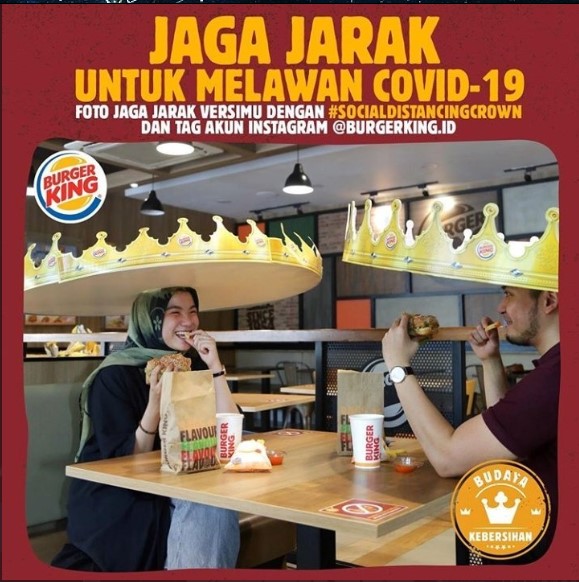 JAGA JARAK
UNTUK MELAWAN COVID-19
FOTO JAGA JARAK VERSIMU DENGAN #SOCIALDISTANCINGCROWN
DAN TAG AKUN INSTAGRAM @BURGERKING.ID
BURGER
KING
BURGER
FLAVOUR
FLAVOUR
BURGER
KING
BURGER
KING
BUDAYA
KEBERSIHAN